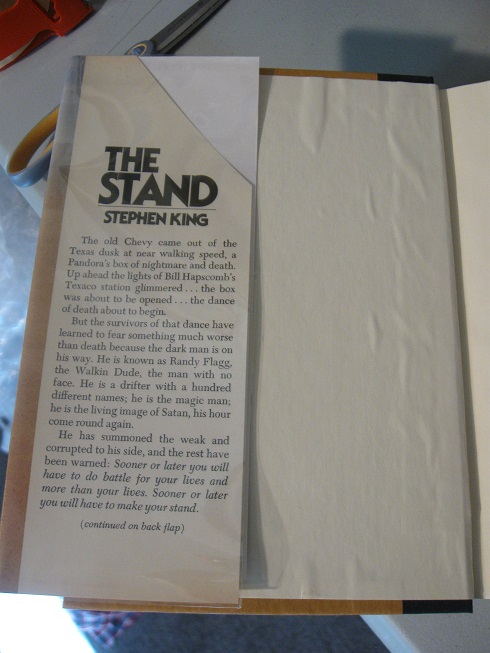 THE
STAND
STEPHEN KING
The old Chevy came out of the
Texas dusk at near walking speed, a
Pandora's box of nightmare and death.
Up ahead the lights of Bill Hapscomb's
Texaco station glimmered . . . the box
was about to be opened . . . the dance
of death about to begin.
But the survivors of that dance have
learned to fear something much worse
than death because the dark man is on
his way. He is known as Randy Flagg,
the Walkin Dude, the man with no
face. He is a drifter with a hundred
different names; he is the magic man;
he is the living image of Satan, his hour
come round again.
He has summoned the weak and
corrupted to his side, and the rest have
been warned: Sooner or later you will
have to do battle for your lives and
more than your lives. Sooner or later
you will have to make your stand.
(continued on back flap)